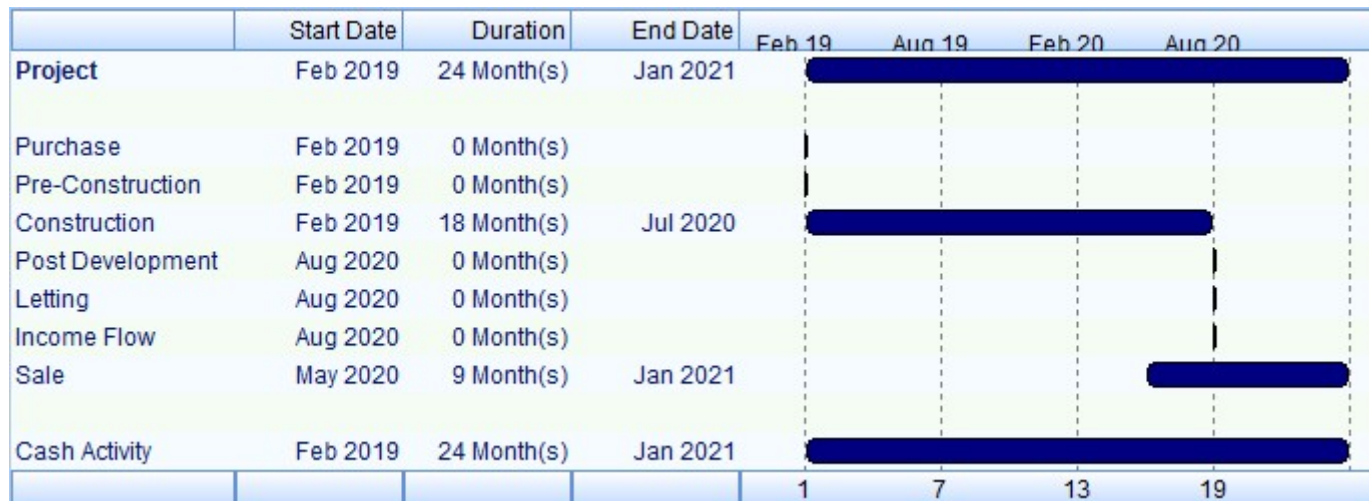 Start Date Duration End Date Feb 19 Aug 19 Feb 20 Aug 20
Project Feb 2019 24 Month(s) Jan 2021
Purchase Feb 2019 0 Month(s)
Pre-Construction Feb 2019 0 Month(s)
Construction Feb 2019 18 Month(s) Jul 2020
Post Development Aug 2020 0 Month(s)
Letting Aug 2020 0 Month(s)
Income Flow Aug 2020 0 Month(s)
Sale May 2020 9 Month(s) Jan 2021
Cash Activity Feb 2019 24 Month(s) Jan 2021
1 7 13 19